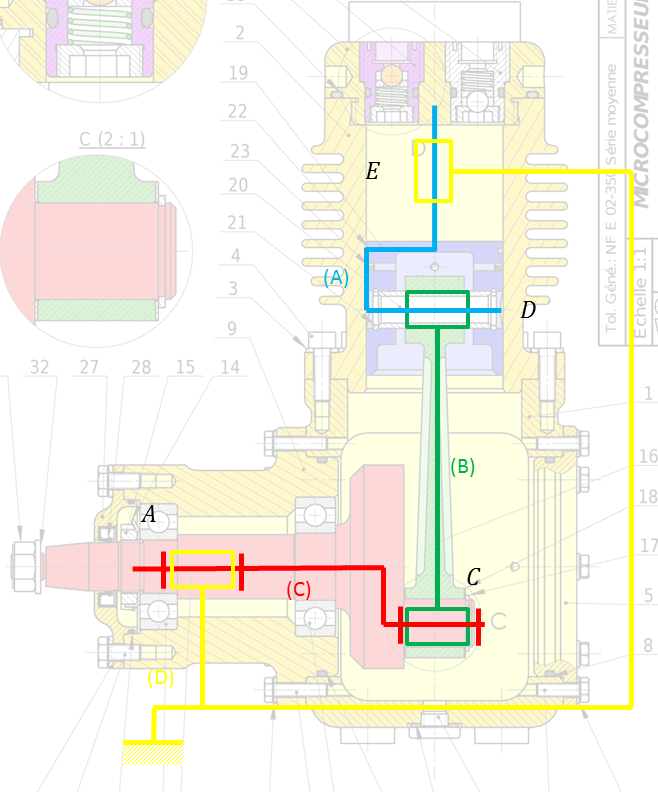 2
19
22
23
20
21
4
3
9
C (2 : 1)
32
27
28
15
14
E
D
(A)
D
(B)
A
C
C
(C)
(D)
1
16
18
17
5
8
Tol. Géné.: NF E 02-350 Série moyenne
Echelle 1:1
MATIE
MICROCOMPRESSEU